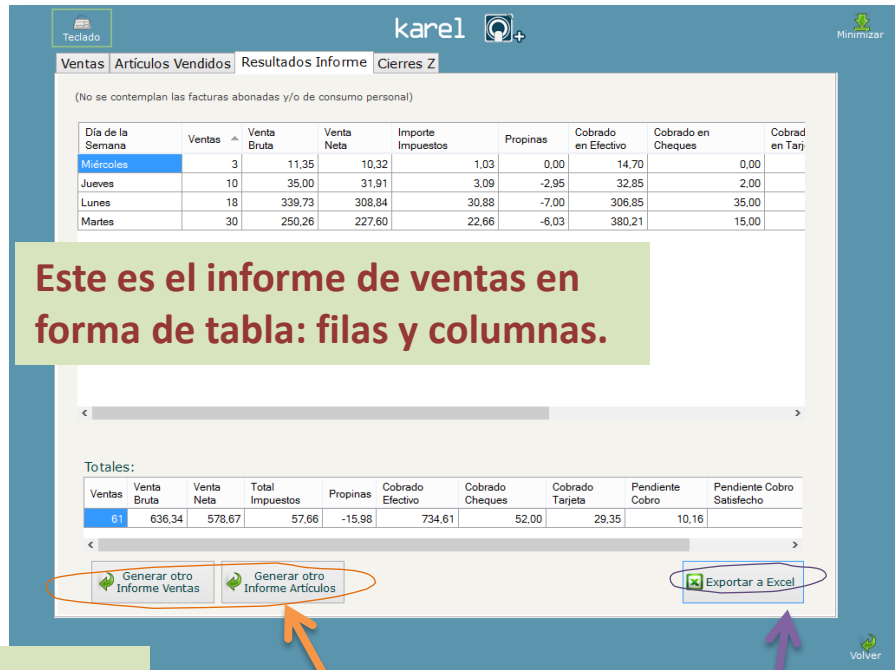 Teclado
karel
Minimizar
Ventas Artículos Vendidos Resultados Informe Cierres Z
(No se contemplan las facturas abonadas y/o de consumo personal)
Día de la Semana Ventas Venta Bruta Venta Neta Importe Impuestos Propinas Cobrado en Efectivo Cobrado en Cheques Cobrad en Tarj
Miércoles 3 11,35 10,32 1,03 0,00 14,70 0,00
Jueves 10 35,00 31,91 3,09 -2,95 32,85 2,00
Lunes 18 339,73 308,84 30,88 -7,00 306,85 35,00
Martes 30 250,26 227,60 22,66 -6,03 380,21 15,00
Este es el informe de ventas en
forma de tabla: filas y columnas.
Totales:
Ventas Venta Bruta Venta Neta Total Impuestos Propinas Cobrado Efectivo Cobrado Cheques Cobrado Tarjeta Pendiente Cobro Pendiente Cobro Satisfecho
61 636,34 578,67 57,66 -15,98 734,61 52,00 29,35 10,16
Generar otro Informe Ventas
Generar otro Informe Artículos
Exportar a Excel
Volver